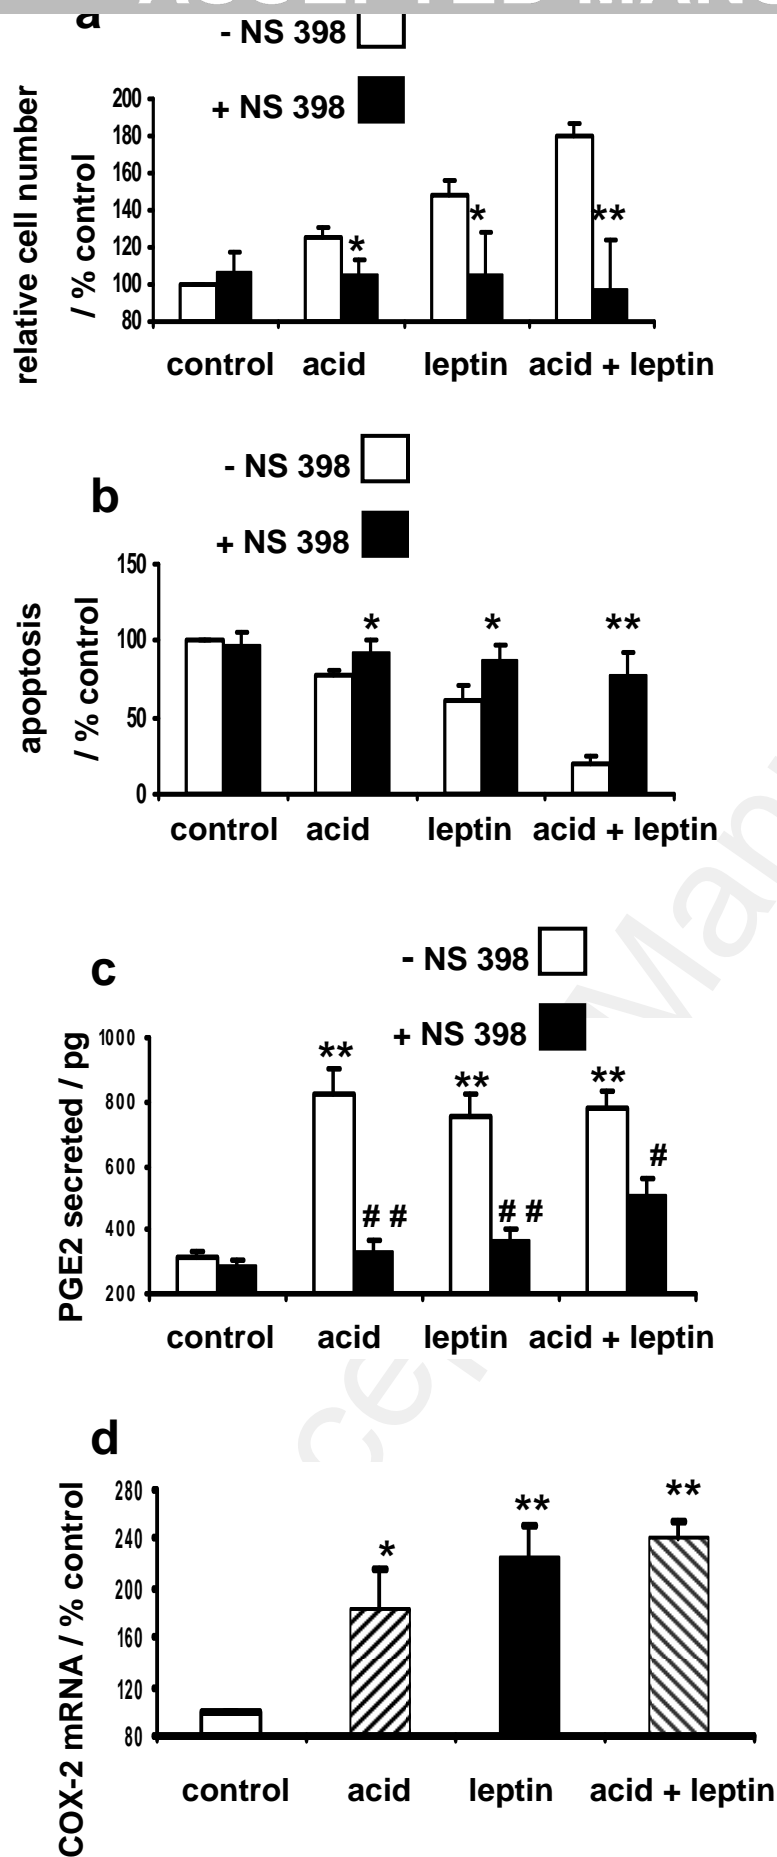 a
- NS 398
+ NS 398
relative cell number
/ % control
200
180
160
140
120
100
80
*
*
**
control acid leptin acid + leptin
b
- NS 398
+ NS 398
apoptosis
/ % control
150
100
50
0
*
*
**
control acid leptin acid + leptin
c
- NS 398
+ NS 398
PGE2 secreted / pg
1000
800
600
400
200
**
**
**
# #
# #
#
control acid leptin acid + leptin
d
COX-2 mRNA / % control
280
240
200
160
120
80
*
**
**
control acid leptin acid + leptin